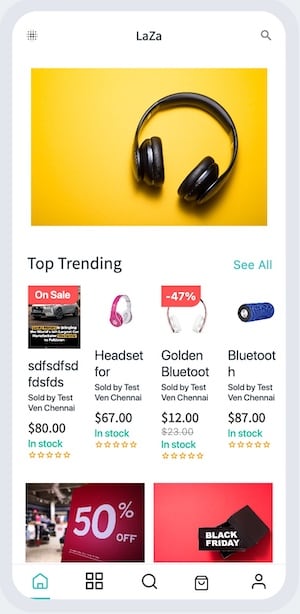 LaZa
Top Trending
See All
On Sale
-47%
sdfsdfsd
fdsfds
Sold by Test
Ven Chennai
$80.00
In stock
Headset
for
Sold by Test
Ven Chennai
$67.00
In stock
Golden
Bluetoot
Sold by Test
Ven Chennai
$12.00
$23.00
In stock
Bluetoot
h
Sold by Test
Ven Chennai
$87.00
In stock
50%
OFF
BLACK
FRIDAY